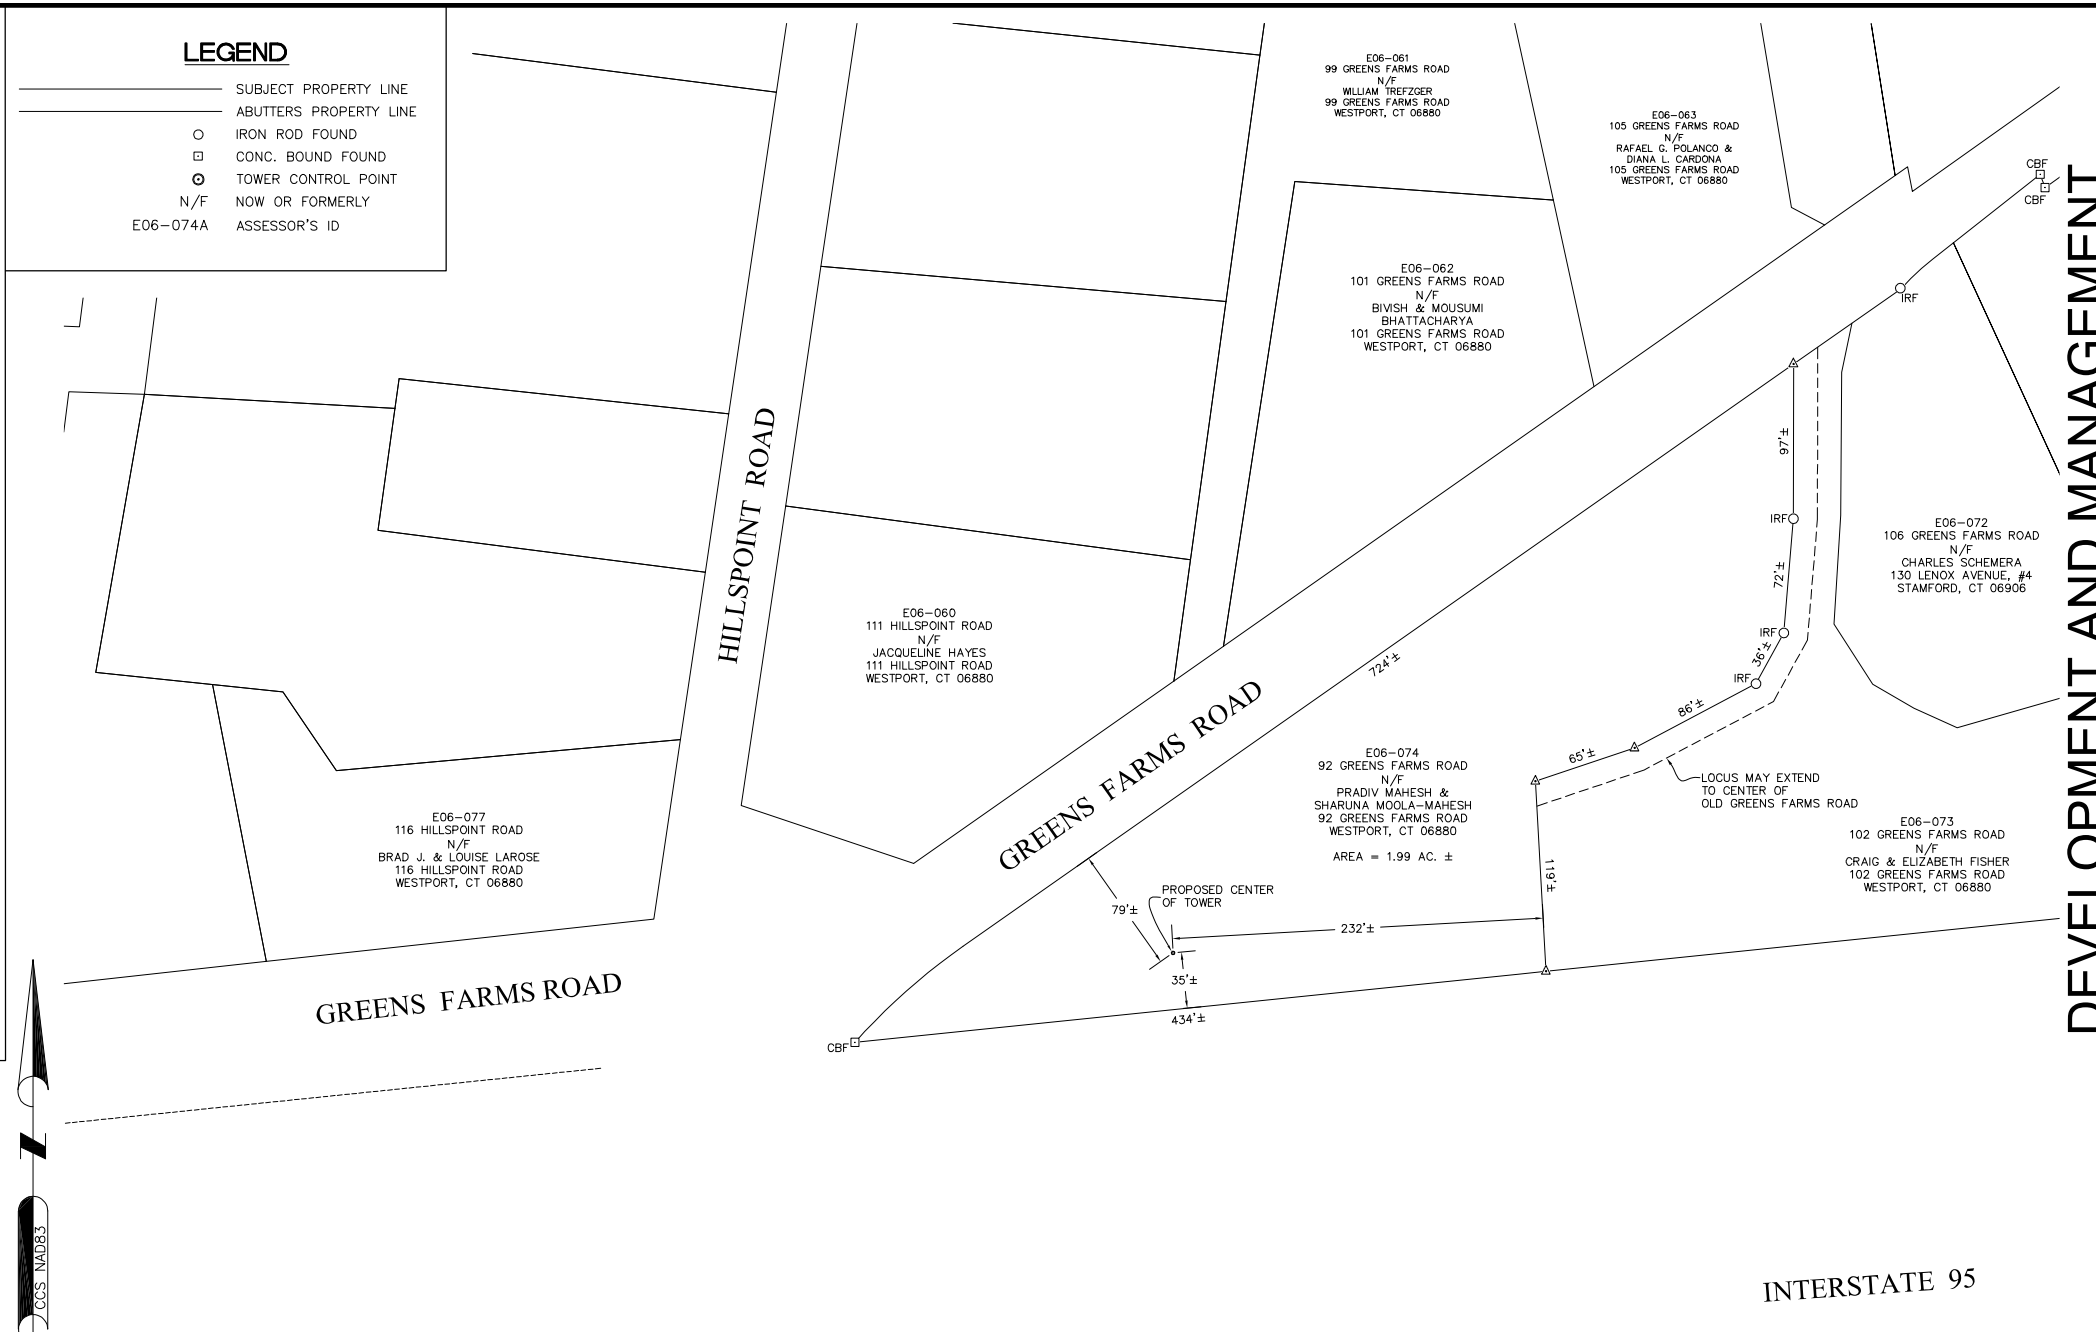 LEGEND
SUBJECT PROPERTY LINE
ABUTTERS PROPERTY LINE
IRON ROD FOUND
CONC. BOUND FOUND
TOWER CONTROL POINT
N/F NOW OR FORMERLY
E06-074A ASSESSOR'S ID
E06-061
99 GREENS FARMS ROAD
N/F
WILLIAM TREFZGER
99 GREENS FARMS ROAD
WESTPORT, CT 06880
E06-063
105 GREENS FARMS ROAD
N/F
RAFAEL G. POLANCO &
DIANA L. CARDONA
105 GREENS FARMS ROAD
WESTPORT, CT 06880
CBF
CBF
IRF
E06-062
101 GREENS FARMS ROAD
N/F
BIVISH & MOUSUMI
BHATTACHARYA
101 GREENS FARMS ROAD
WESTPORT, CT 06880
HILLSPOINT ROAD
97'±
IRF
72'±
IRF
36'±
IRF
86'±
65'±
119'±
E06-072
106 GREENS FARMS ROAD
N/F
CHARLES SCHEMERA
130 LENOX AVENUE, #4
STAMFORD, CT 06906
E06-060
111 HILLSPOINT ROAD
N/F
JACQUELINE HAYES
111 HILLSPOINT ROAD
WESTPORT, CT 06880
724'±
GREENS FARMS ROAD
E06-074
92 GREENS FARMS ROAD
N/F
PRADIV MAHESH &
SHARUNA MOOLA-MAHESH
92 GREENS FARMS ROAD
WESTPORT, CT 06880
AREA = 1.99 AC. ±
LOCUS MAY EXTEND
TO CENTER OF
OLD GREENS FARMS ROAD
E06-073
102 GREENS FARMS ROAD
N/F
CRAIG & ELIZABETH FISHER
102 GREENS FARMS ROAD
WESTPORT, CT 06880
E06-077
116 HILLSPOINT ROAD
N/F
BRAD J. & LOUISE LAROSE
116 HILLSPOINT ROAD
WESTPORT, CT 06880
PROPOSED CENTER
OF TOWER
79'±
232'±
35'±
434'±
CBF
GREENS FARMS ROAD
INTERSTATE 95
N
CCS NAD83
DEVELOPMENT AND MANAGEMENT